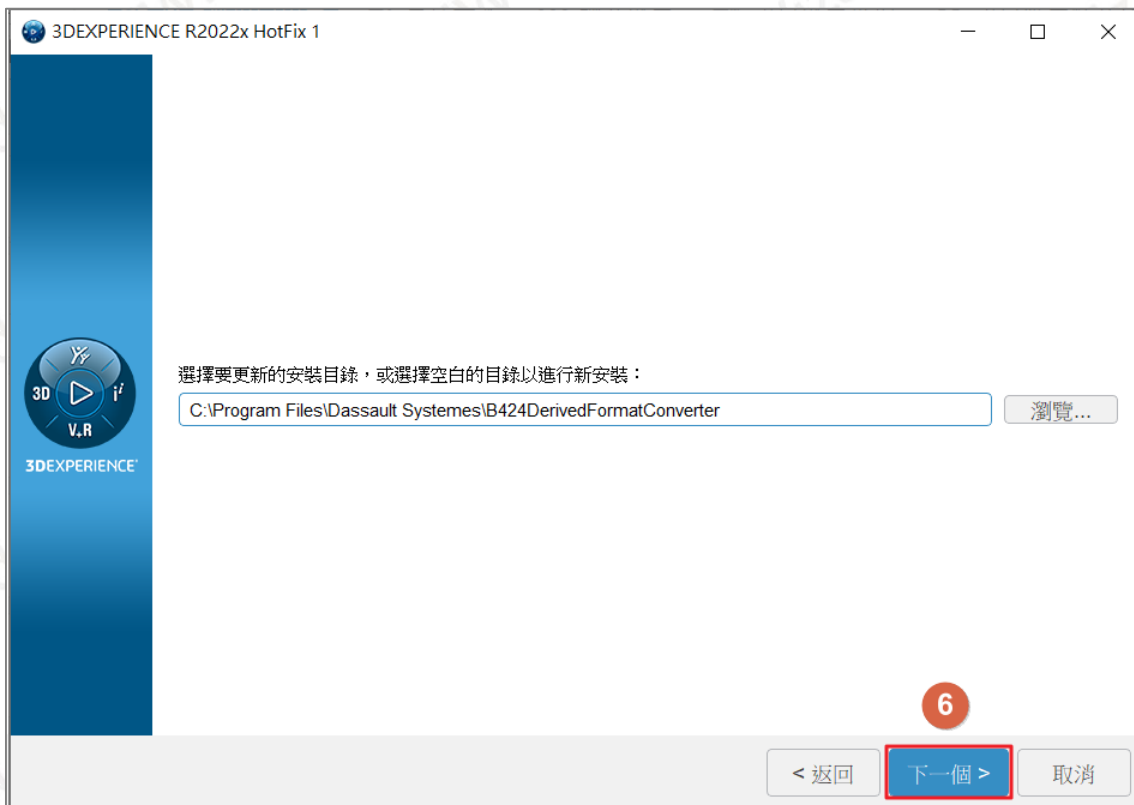 3DEXPERIENCE R2022x HotFix 1
3D
V.R
i
3DEXPERIENCE
選擇要更新的安裝目錄，或選擇空白的目錄以進行新安裝：
C:\Program Files\Dassault Systemes\B424DerivedFormatConverter
瀏覽...
6
< 返回
下一個 >
取消